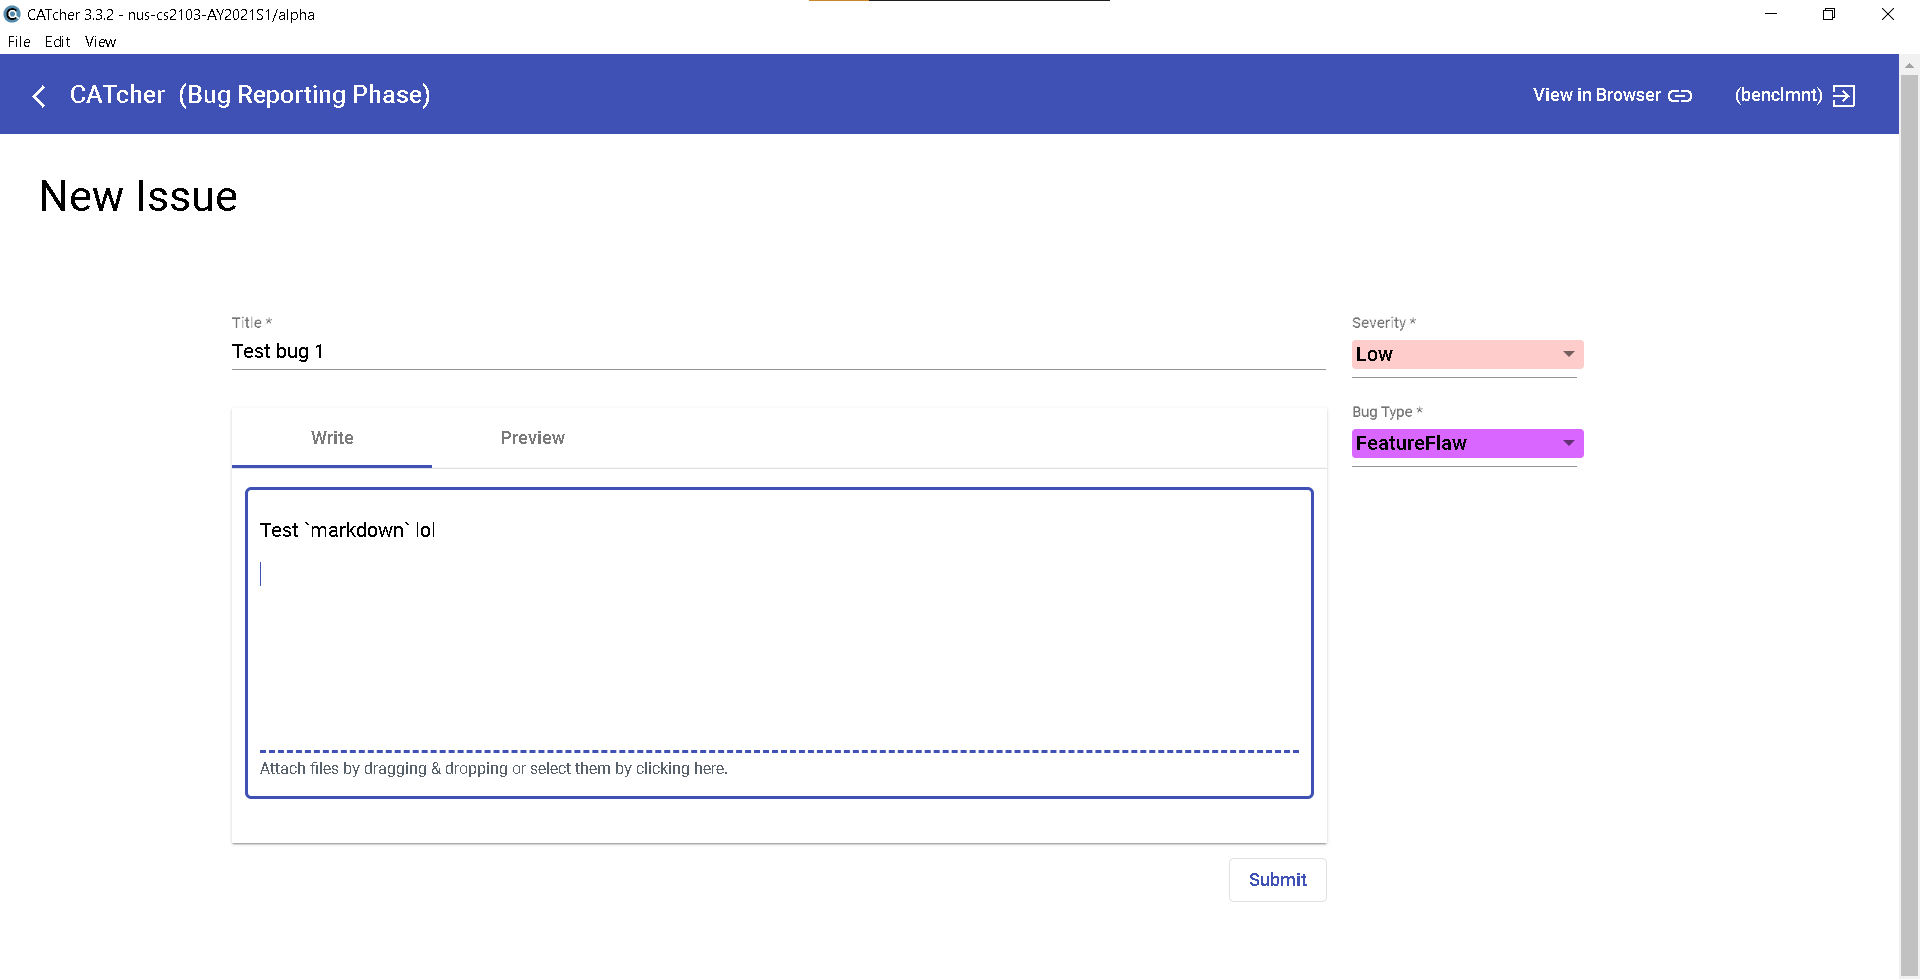 CATcher 3.3.2 - nus-cs2103-AY2021S1/alpha
File Edit View
CATcher (Bug Reporting Phase)
View in Browser
(benclmnt)
New Issue
Title *
Test bug 1
Severity *
Low
Bug Type *
FeatureFlaw
Write
Preview
Test `markdown` lol
Attach files by dragging & dropping or select them by clicking here.
Submit